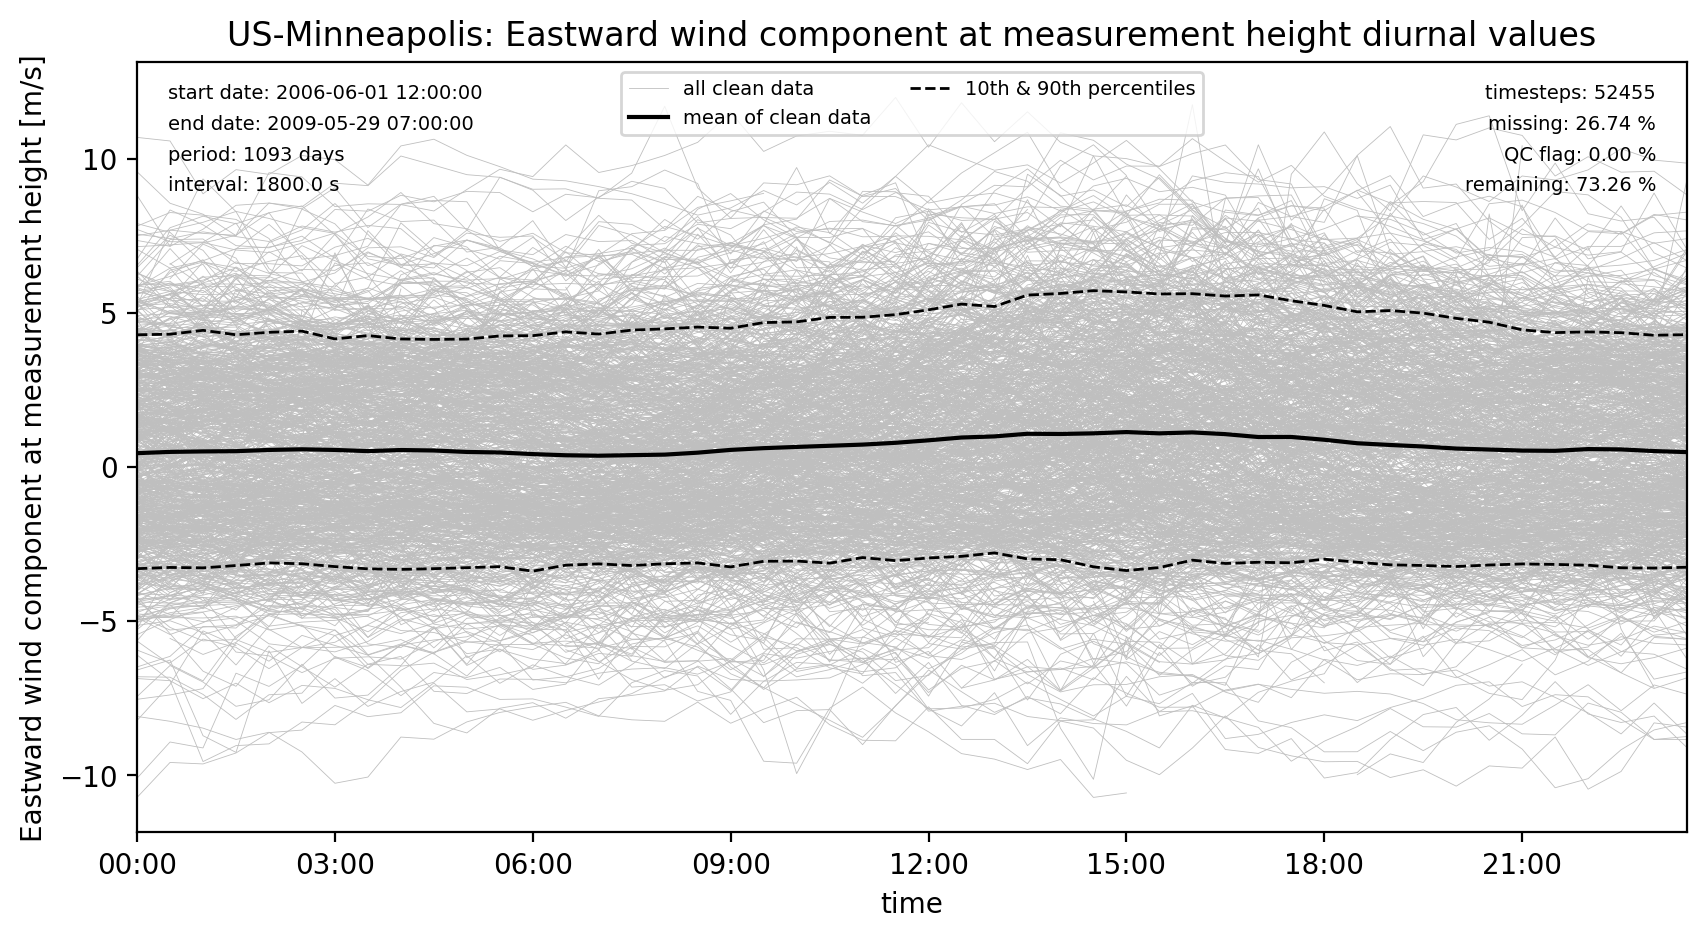 US-Minneapolis: Eastward wind component at measurement height diurnal values
start date: 2006-06-01 12:00:00
end date: 2009-05-29 07:00:00
period: 1093 days
interval: 1800.0 s
all clean data
mean of clean data
10th & 90th percentiles
timesteps: 52455
missing: 26.74 %
QC flag: 0.00 %
remaining: 73.26 %
Eastward wind component at measurement height [m/s]
10
5
0
−5
−10
00:00 03:00 06:00 09:00 12:00 15:00 18:00 21:00
time